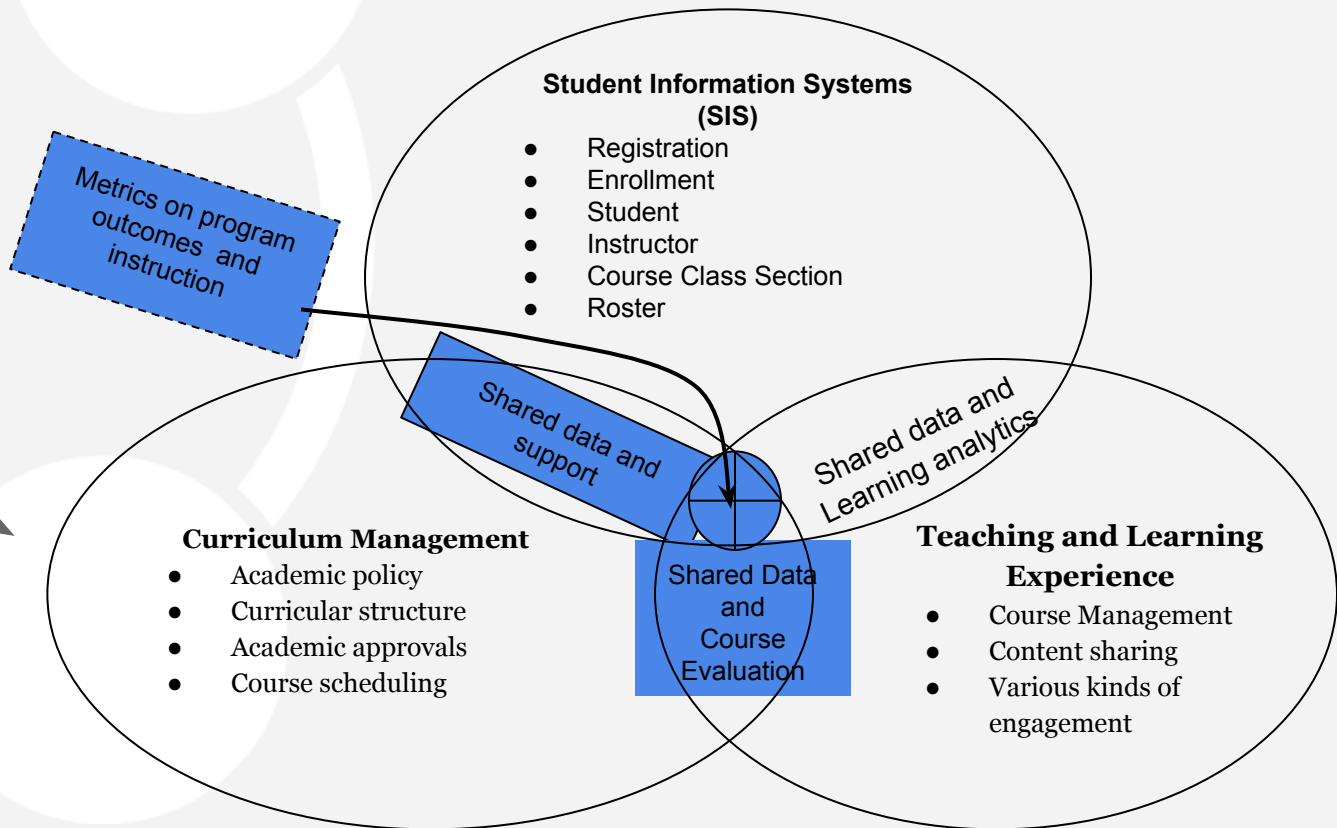 Student Information Systems
(SIS)
● Registration
● Enrollment
● Student
● Instructor
● Course Class Section
● Roster
Metrics on program
outcomes and
instruction
Shared data and
support
Shared data and
Learning analytics
Curriculum Management
● Academic policy
● Curricular structure
● Academic approvals
● Course scheduling
Shared Data
and
Course
Evaluation
Teaching and Learning
Experience
● Course Management
● Content sharing
● Various kinds of
engagement